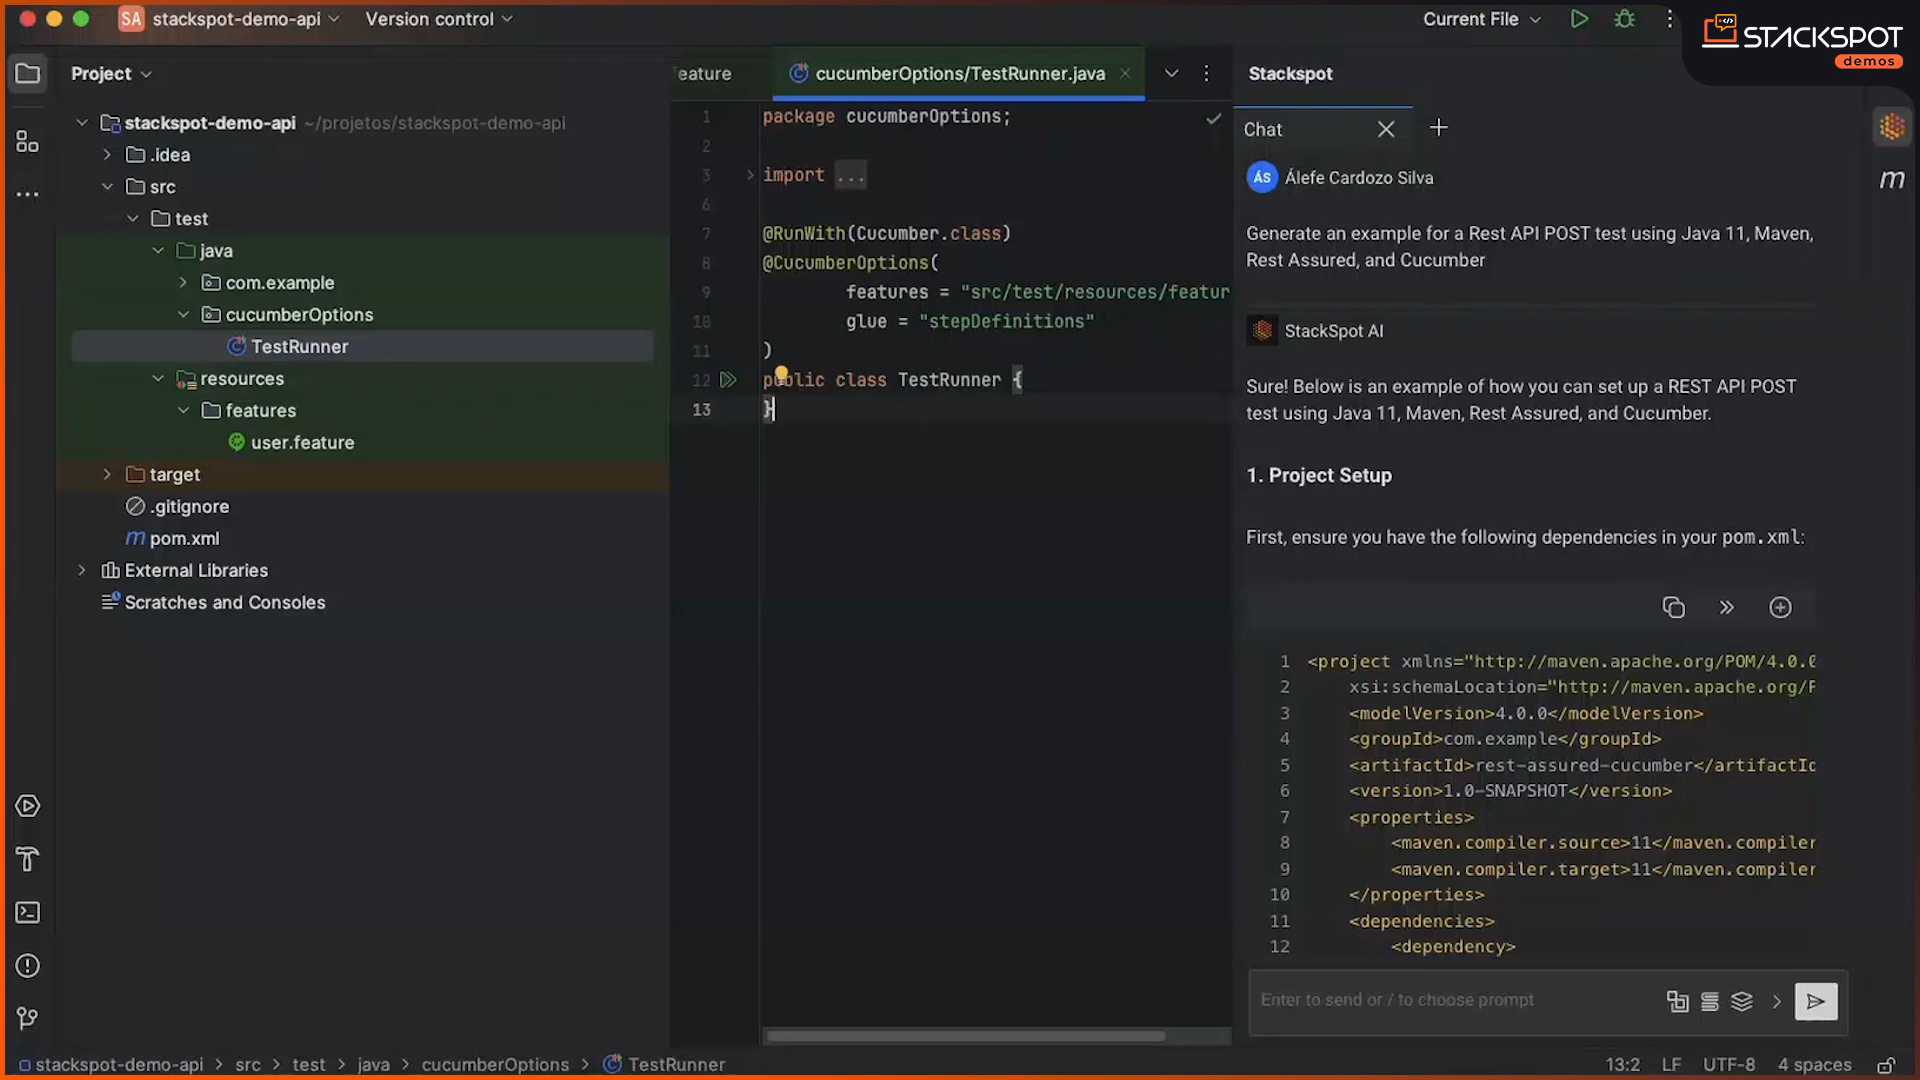 SA stackspot-demo-api
Version control
Current File
STACKSPOT
demos
Project
stackspot-demo-api ~/projetos/stackspot-demo-api
.idea
src
test
java
com.example
cucumberOptions
TestRunner
resources
features
user.feature
target
.gitignore
m pom.xml
External Libraries
Scratches and Consoles
eature
cucumberOptions/TestRunner.java
1 package cucumberOptions;
2
3 import ...
6
7 @RunWith(Cucumber.class)
8 @CucumberOptions(
9 features = "src/test/resources/featur
10 glue = "stepDefinitions"
11 )
12 public class TestRunner {
13 }
Stackspot
Chat
m
ÁS Álefe Cardozo Silva
Generate an example for a Rest API POST test using Java 11, Maven,
Rest Assured, and Cucumber
StackSpot AI
Sure! Below is an example of how you can set up a REST API POST
test using Java 11, Maven, Rest Assured, and Cucumber.
1. Project Setup
First, ensure you have the following dependencies in your pom.xml:
1 <project xmlns="http://maven.apache.org/POM/4.0.0
2 xsi:schemaLocation="http://maven.apache.org/P
3 <modelVersion>4.0.0</modelVersion>
4 <groupId>com.example</groupId>
5 <artifactId>rest-assured-cucumber</artifactId
6 <version>1.0-SNAPSHOT</version>
7 <properties>
8 <maven.compiler.source>11</maven.compiler
9 <maven.compiler.target>11</maven.compiler
10 </properties>
11 <dependencies>
12 <dependency>
Enter to send or / to choose prompt
stackspot-demo-api > src > test > java > cucumberOptions > TestRunner
13:2 LF UTF-8 4 spaces